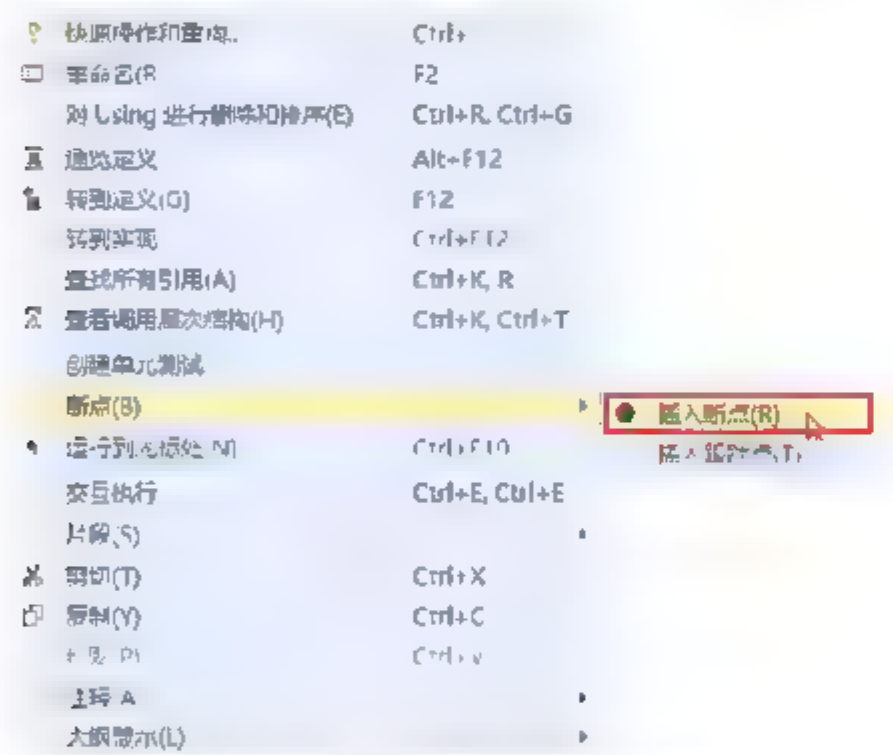 快速操作和重构... Ctrl+
重命名(R F2
对 Using 进行删除和排序(E) Ctrl+R, Ctrl+G
速览定义 Alt+F12
转到定义(G) F12
转到实现 Ctrl+F12
查找所有引用(A) Ctrl+K, R
查看调用层次结构(H) Ctrl+K, Ctrl+T
创建单元测试
断点(B)
插入断点(R)
运行到光标处(N) Ctrl+F10
插入跟踪点(T)
交互执行 Ctrl+E, Ctrl+E
片段(S)
剪切(T) Ctrl+X
复制(Y) Ctrl+C
粘贴(P) Ctrl+V
注释(A)
大纲显示(L)